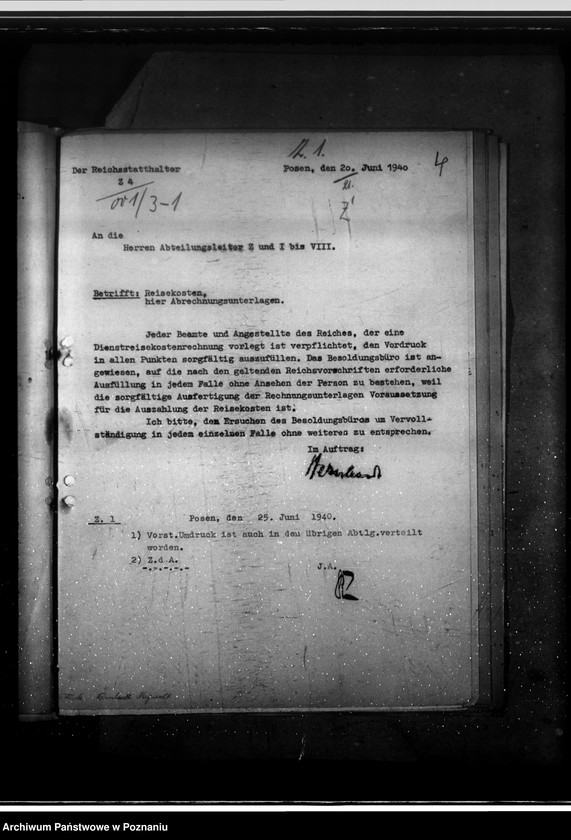 Z. 1.
Der Reichsstatthalter
Posen, den 20. Juni 1940
4
Z 4
001/3-1
21.
Z1
An die
Herren Abteilungsleiter Z und I bis VIII.
Betrifft: Reisekosten,
hier Abrechnungsunterlagen.
Jeder Beamte und Angestellte des Reiches, der eine
Dienstreisekostenrechnung vorlegt ist verpflichtet, den Vordruck
in allen Punkten sorgfältig auszufüllen. Das Besoldungsbüro ist an-
gewiesen, auf die nach den geltenden Reichsvorschriften erforderliche
Ausfüllung in jedem Falle ohne Ansehen der Person zu bestehen, weil
die sorgfältige Ausfertigung der Rechnungsunterlagen Voraussetzung
für die Auszahlung der Reisekosten ist.
Ich bitte, dem Ersuchen des Besoldungsbüros um Vervoll-
ständigung in jedem einzelnen Falle ohne weiteres zu entsprechen.
Im Auftrag:
Z. 1 Posen, den 25. Juni 1940.
1) Vorst.Umdruck ist auch in den übrigen Abtlg.verteilt
worden.
2) Z.d A.
J.A.
Archiwum Państwowe w Poznaniu